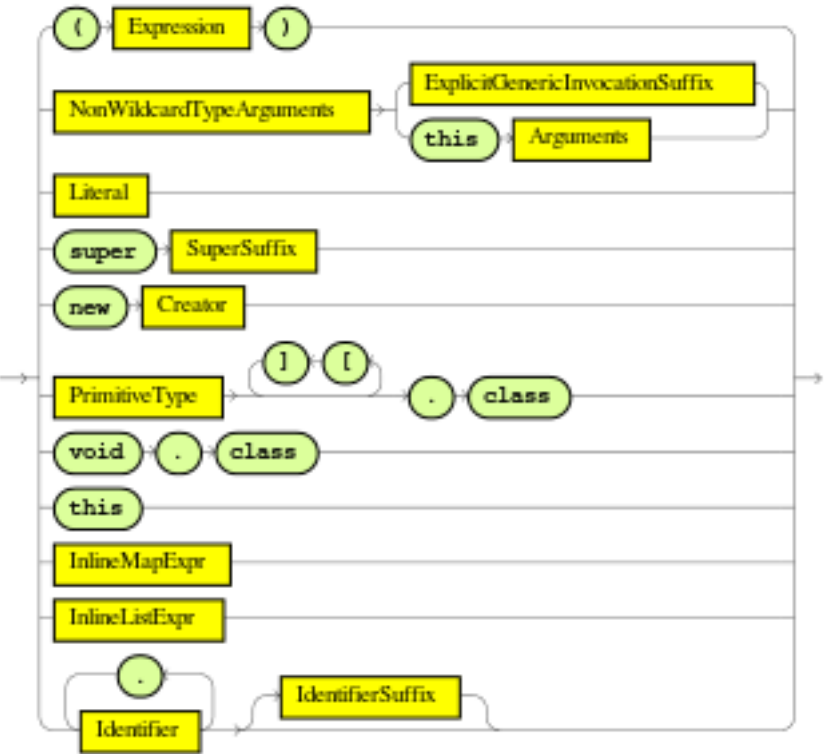 ( Expression )
ExplicitGenericInvocationSuffix
NonWildcardTypeArguments
this Arguments
Literal
super SuperSuffix
new Creator
] [
PrimitiveType . class
void . class
this
InlineMapExpr
InlineListExpr
.
IdentifierSuffix
Identifier